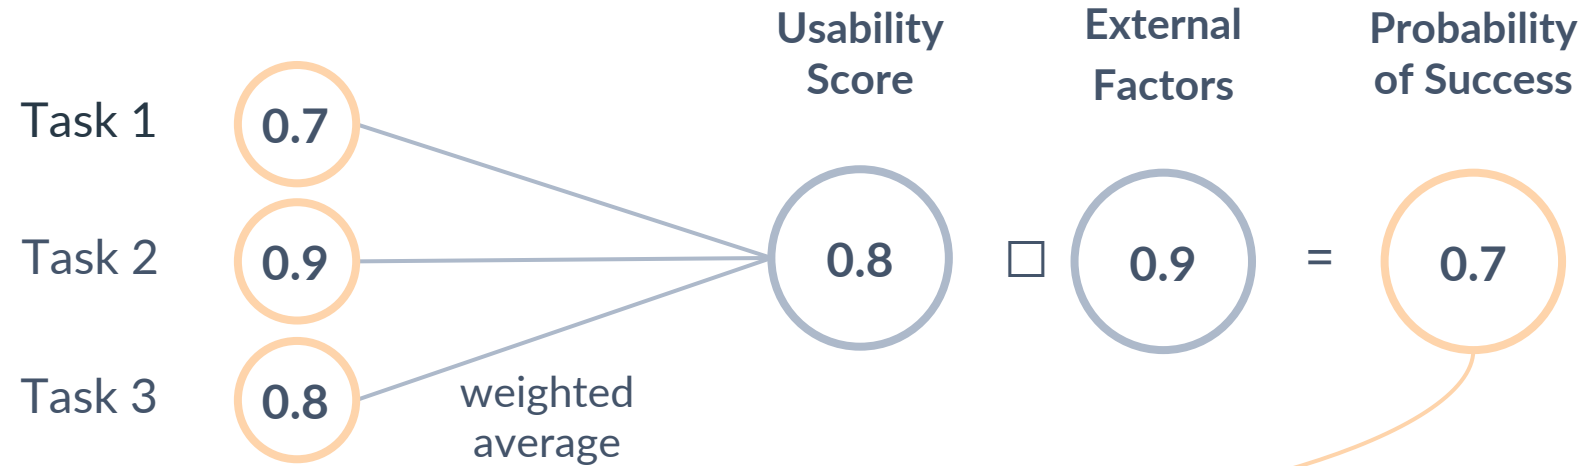 Usability
Score
External
Factors
Probability
of Success
Task 1
0.7
Task 2
0.9
Task 3
0.8
weighted
average
0.8
□
0.9
=
0.7